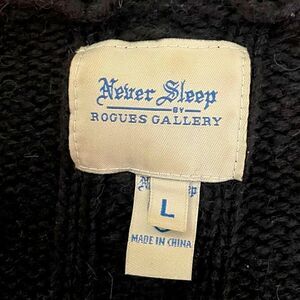 Never Sleep
BY
ROGUES GALLERY
L
MADE IN CHINA